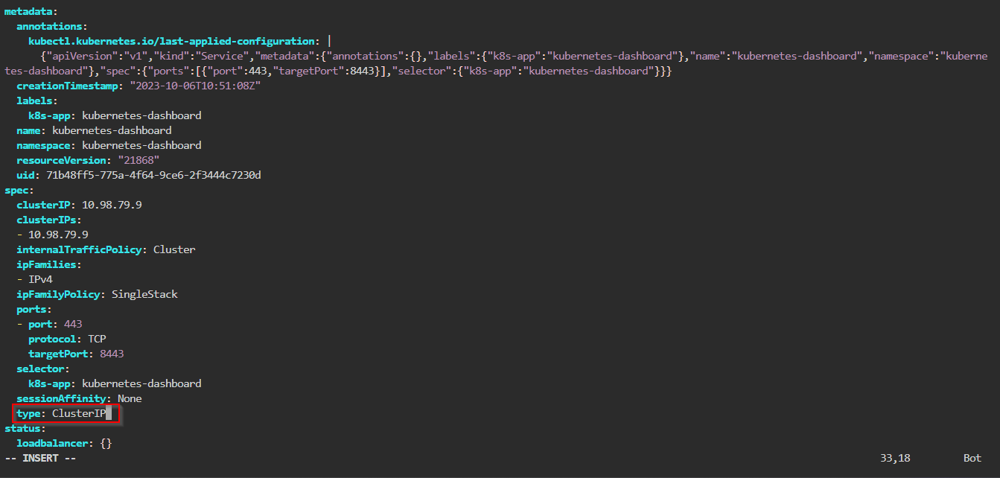 metadata:
  annotations:
    kubectl.kubernetes.io/last-applied-configuration: |
      {"apiVersion":"v1","kind":"Service","metadata":{"annotations":{},"labels":{"k8s-app":"kubernetes-dashboard"},"name":"kubernetes-dashboard","namespace":"kuberne
tes-dashboard"},"spec":{"ports":[{"port":443,"targetPort":8443}],"selector":{"k8s-app":"kubernetes-dashboard"}}}
  creationTimestamp: "2023-10-06T10:51:08Z"
  labels:
    k8s-app: kubernetes-dashboard
  name: kubernetes-dashboard
  namespace: kubernetes-dashboard
  resourceVersion: "21868"
  uid: 71b48ff5-775a-4f64-9ce6-2f3444c7230d
spec:
  clusterIP: 10.98.79.9
  clusterIPs:
  - 10.98.79.9
  internalTrafficPolicy: Cluster
  ipFamilies:
  - IPv4
  ipFamilyPolicy: SingleStack
  ports:
  - port: 443
    protocol: TCP
    targetPort: 8443
  selector:
    k8s-app: kubernetes-dashboard
  sessionAffinity: None
  type: ClusterIP
status:
  loadbalancer: {}
-- INSERT -- 33,18 Bot